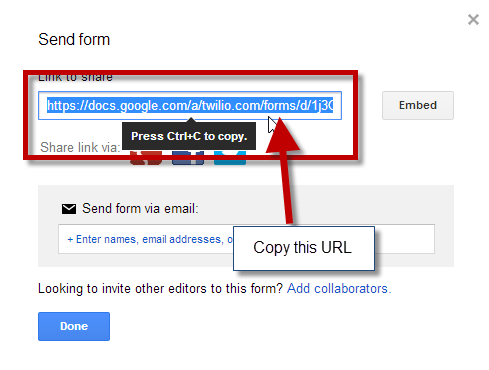 Send form
Link to share
https://docs.google.com/a/twilio.com/forms/d/1j3
Embed
Press Ctrl+C to copy.
Share link via:
Send form via email:
+ Enter names, email addresses, o
Copy this URL
Looking to invite other editors to this form? Add collaborators.
Done